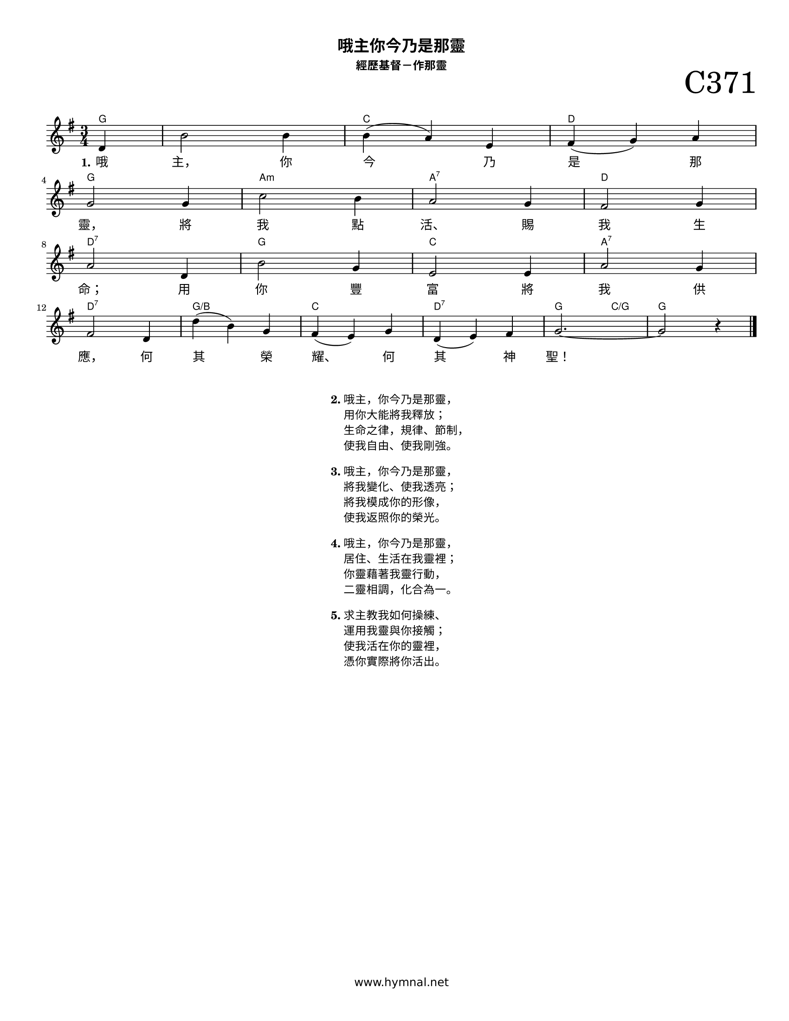 哦主你今乃是那靈
經歷基督－作那靈
C371
G C D
1. 哦 主， 你 今 乃 是 那
4 G Am A7 D
靈， 將 我 點 活、 賜 我 生
8 D7 G C A7
命； 用 你 豐 富 將 我 供
12 D7 G/B C D7 G C/G G
應， 何 其 榮 耀、 何 其 神 聖！
2. 哦主，你今乃是那靈，
用你大能將我釋放；
生命之律，規律、節制，
使我自由、使我剛強。
3. 哦主，你今乃是那靈，
將我變化、使我透亮；
將我模成你的形像，
使我返照你的榮光。
4. 哦主，你今乃是那靈，
居住、生活在我靈裡；
你靈藉著我靈行動，
二靈相調，化合為一。
5. 求主教我如何操練、
運用我靈與你接觸；
使我活在你的靈裡，
憑你實際將你活出。
www.hymnal.net